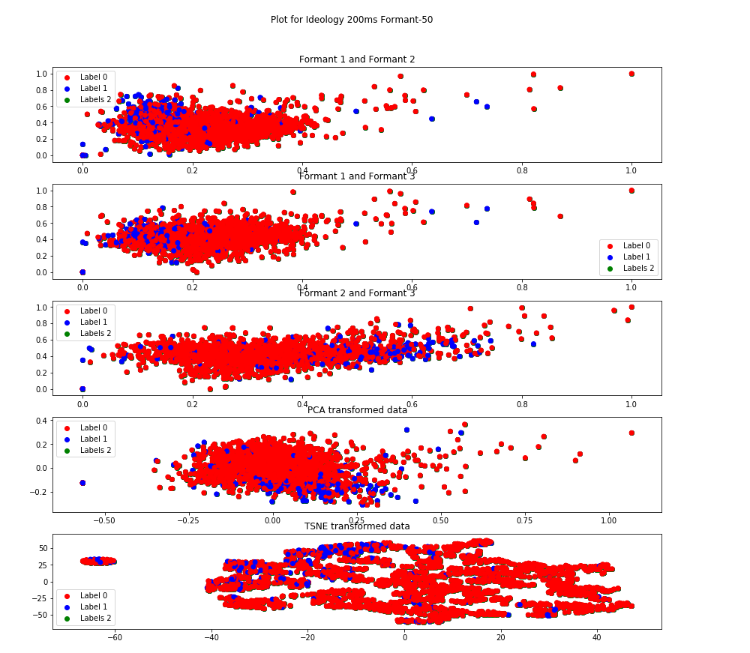 Plot for Ideology 200ms Formant-50
Formant 1 and Formant 2
1.0
0.8
0.6
0.4
0.2
0.0
Label 0
Label 1
Labels 2
0.0 0.2 0.4 0.6 0.8 1.0
Formant 1 and Formant 3
1.0
0.8
0.6
0.4
0.2
0.0
Label 0
Label 1
Labels 2
0.0 0.2 0.4 0.6 0.8 1.0
Formant 2 and Formant 3
1.0
0.8
0.6
0.4
0.2
0.0
Label 0
Label 1
Labels 2
0.0 0.2 0.4 0.6 0.8 1.0
PCA transformed data
0.4
0.2
0.0
−0.2
Label 0
Label 1
Labels 2
−0.50 −0.25 0.00 0.25 0.50 0.75 1.00
TSNE transformed data
50
25
0
−25
−50
Label 0
Label 1
Labels 2
−60 −40 −20 0 20 40